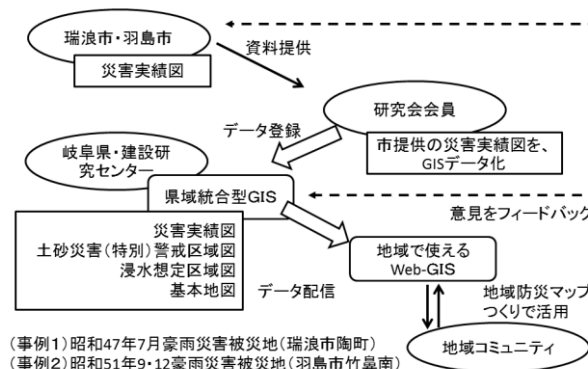 瑞浪市・羽島市
災害実績図
資料提供
研究会会員
市提供の災害実績図を、
GISデータ化
データ登録
岐阜県・建設研
究センター
県域統合型GIS
意見をフィードバック
災害実績図
土砂災害(特別)警戒区域図
浸水想定区域図
基本地図
データ配信
地域で使える
Web-GIS
地域防災マップ
つくりで活用
地域コミュニティ
(事例1)昭和47年7月豪雨災害被災地(瑞浪市陶町)
(事例2)昭和51年9・12豪雨災害被災地(羽島市竹鼻南)